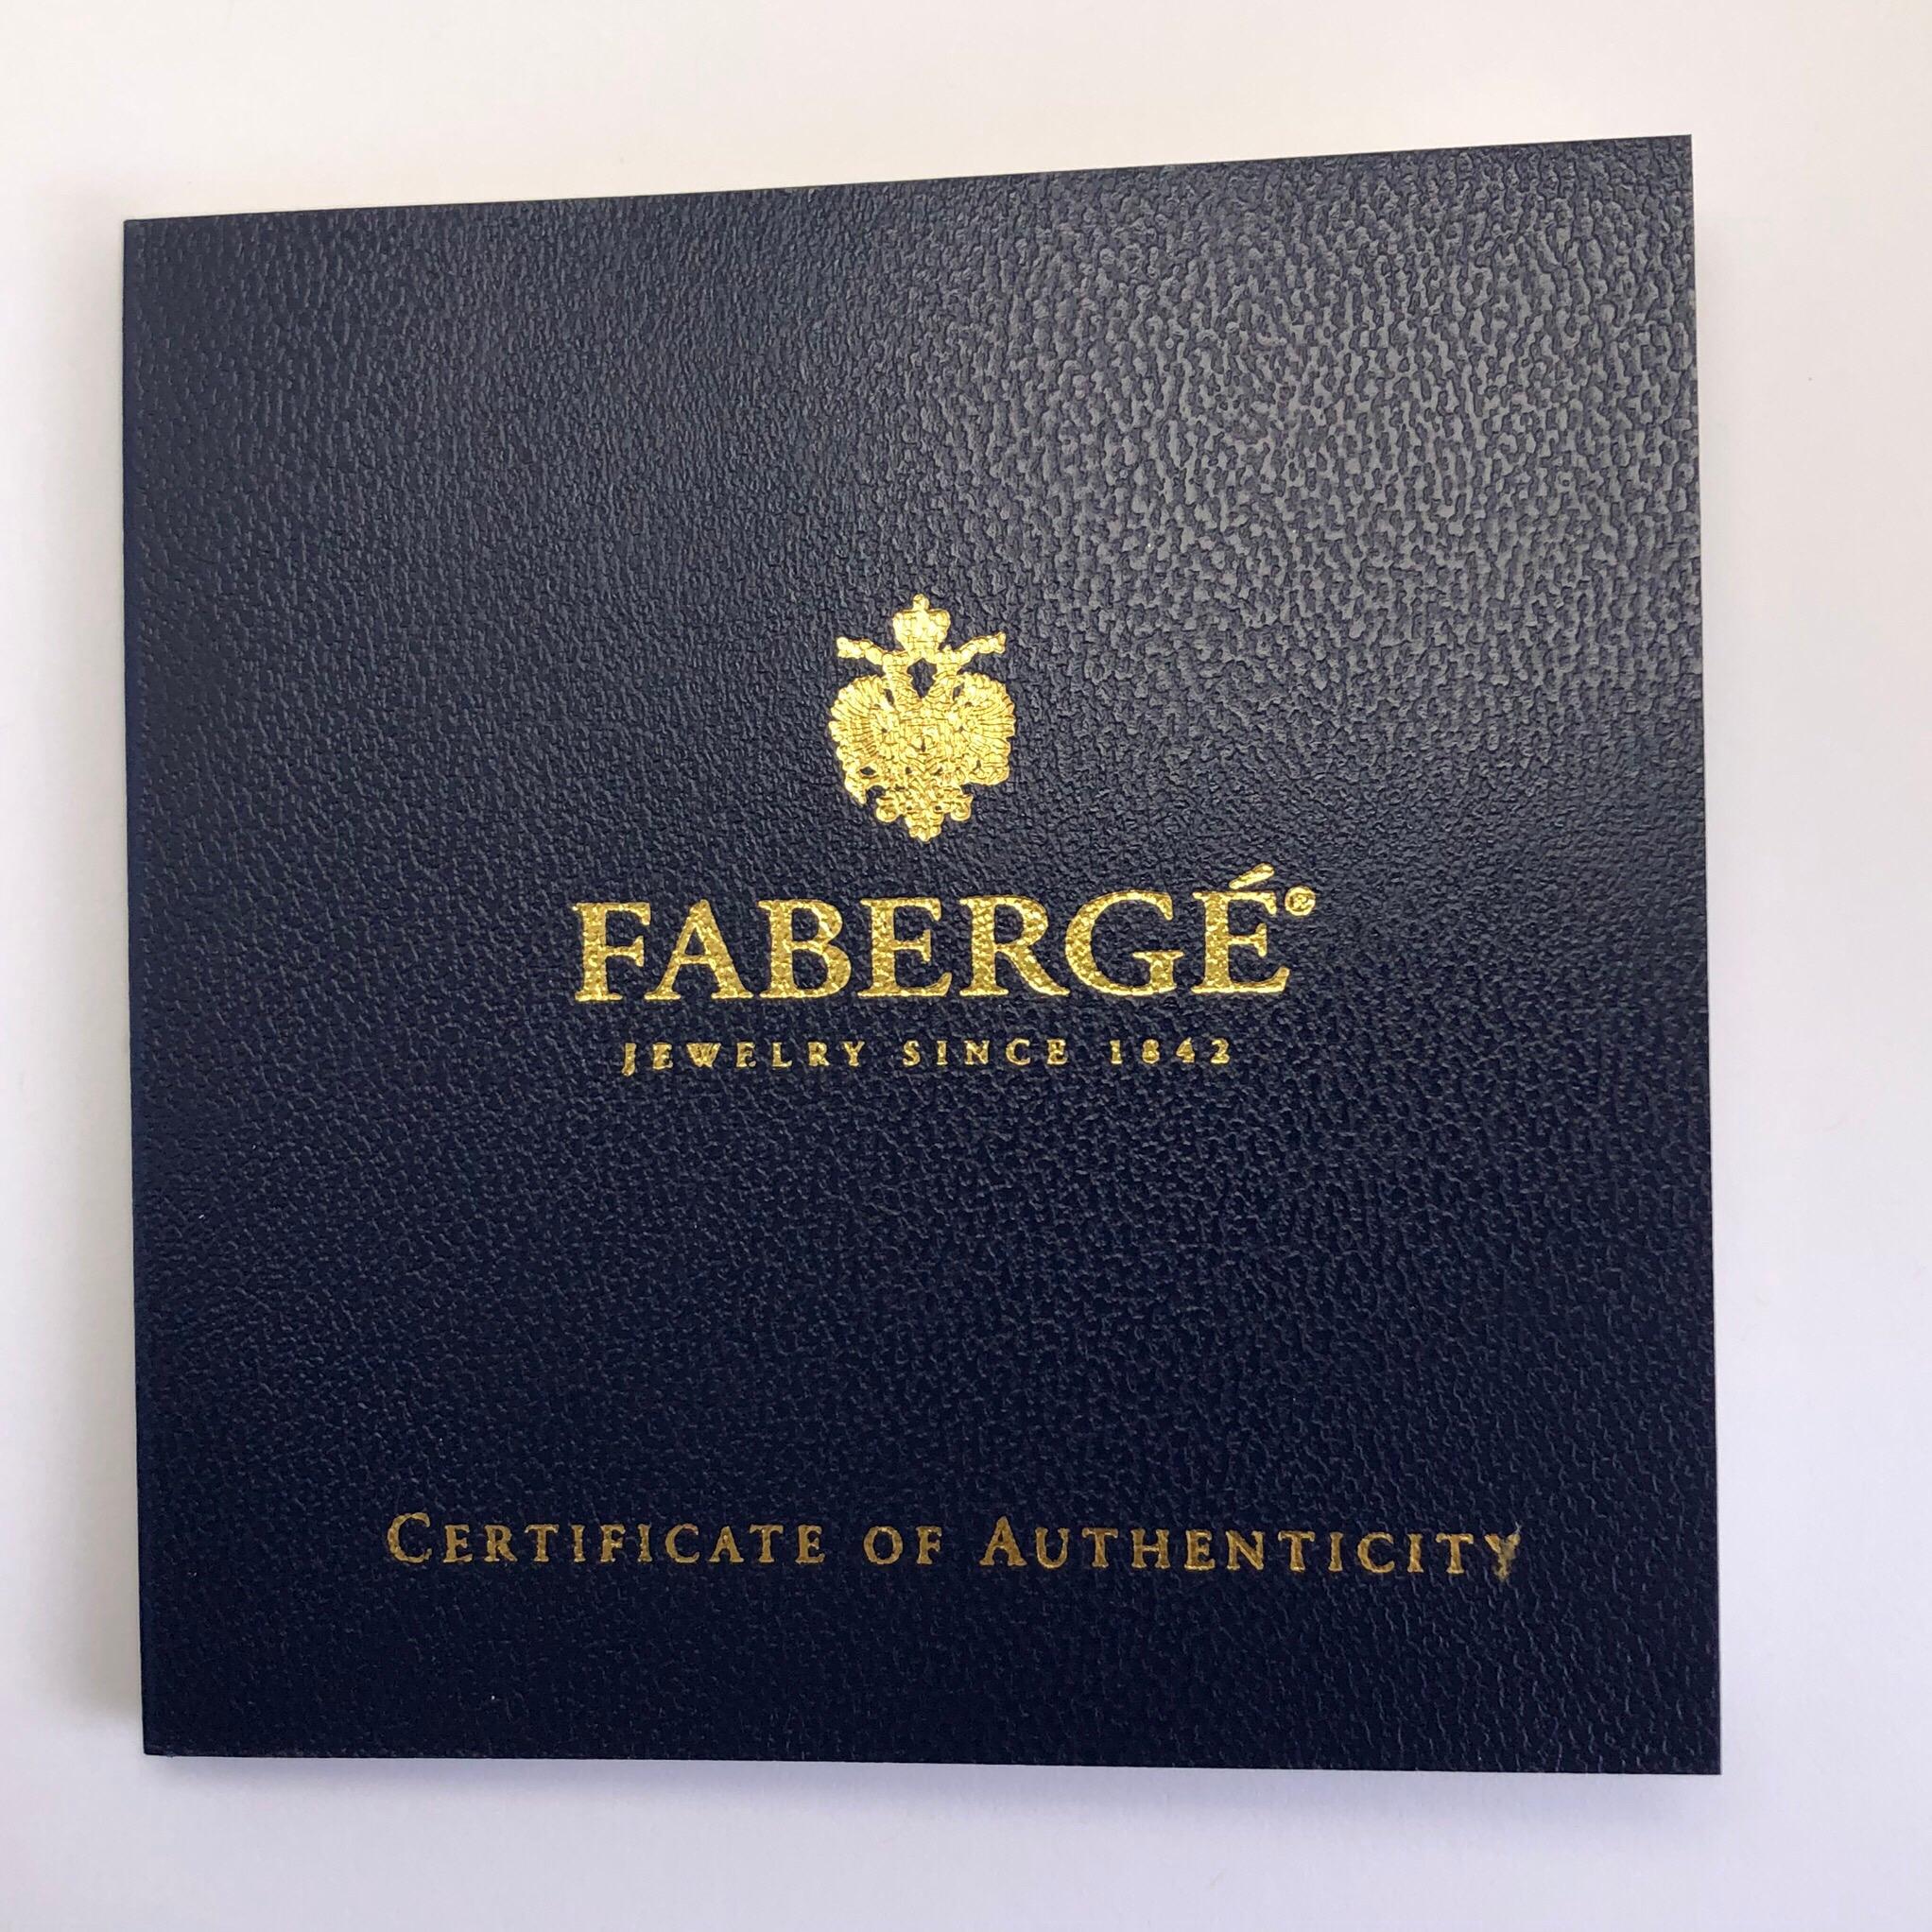 FABERGÉ®
JEWELRY SINCE 1842
CERTIFICATE OF AUTHENTICITY